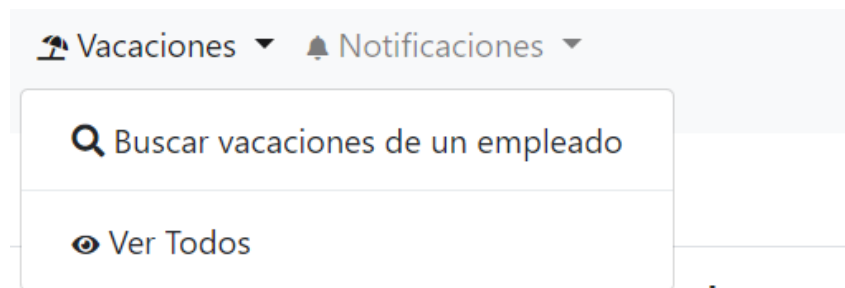 Vacaciones Notificaciones
Buscar vacaciones de un empleado
Ver Todos